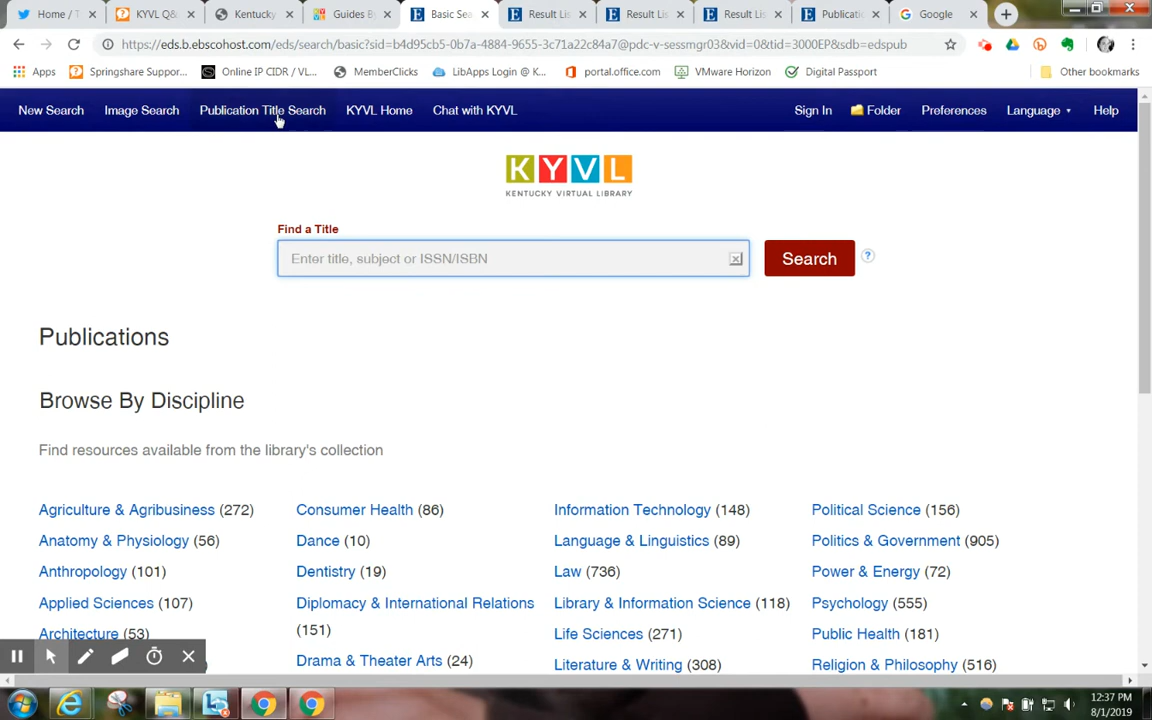 Home / T
KYVL Q&
Kentucky
Guides B
Basic Sea
Result Lis
Result Lis
Result Lis
Publicatio
Google
https://eds.b.ebscohost.com/eds/search/basic?sid=b4d95cb5-0b7a-4884-9655-3c71a22c84a7@pdc-v-sessmgr03&vid=0&tid=3000EP&sdb=edspub
Apps
Springshare Suppor...
Online IP CIDR / VL...
MemberClicks
LibApps Login @ K...
portal.office.com
VMware Horizon
Digital Passport
Other bookmarks
New Search Image Search Publication Title Search KYVL Home Chat with KYVL Sign In Folder Preferences Language Help
KYVL
KENTUCKY VIRTUAL LIBRARY
Find a Title
Enter title, subject or ISSN/ISBN
Search
?
Publications
Browse By Discipline
Find resources available from the library's collection
Agriculture & Agribusiness (272)
Anatomy & Physiology (56)
Anthropology (101)
Applied Sciences (107)
Architecture (53)
Consumer Health (86)
Dance (10)
Dentistry (19)
Diplomacy & International Relations
(151)
Drama & Theater Arts (24)
Information Technology (148)
Language & Linguistics (89)
Law (736)
Library & Information Science (118)
Life Sciences (271)
Literature & Writing (308)
Political Science (156)
Politics & Government (905)
Power & Energy (72)
Psychology (555)
Public Health (181)
Religion & Philosophy (516)
12:37 PM
8/1/2019